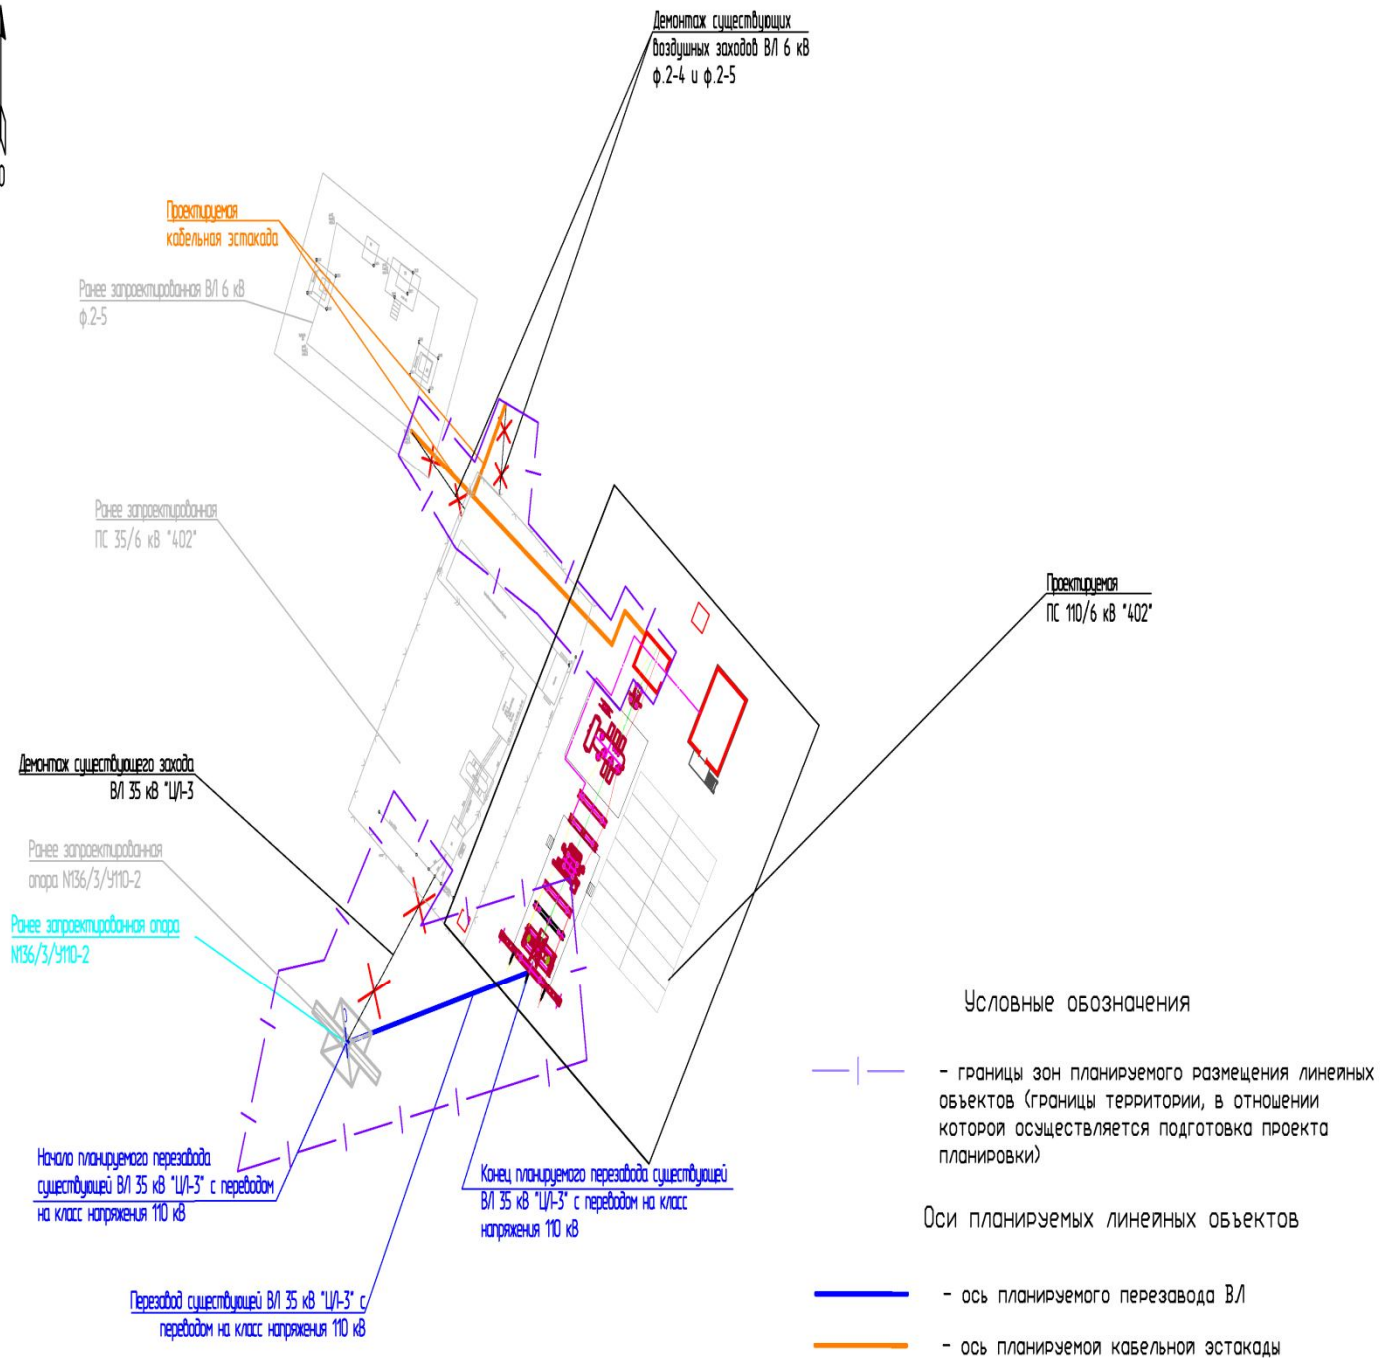 Демонтаж существующих
воздушных заходов ВЛ 6 кВ
ф.2-4 и ф.2-5
Проектируемая
кабельная эстакада
Ранее запроектированная ВЛ 6 кВ
ф.2-5
Ранее запроектированная
ПС 35/6 кВ "402"
Проектируемая
ПС 110/6 кВ "402"
Демонтаж существующего захода
ВЛ 35 кВ "ЦЛ-3
Ранее запроектированная
опора N136/3/У110-2
Ранее запроектированная опора
N136/3/У110-2
Начало планируемого перезавода
существующей ВЛ 35 кВ "ЦЛ-3" с переводом
на класс напряжения 110 кВ
Конец планируемого перезавода существующей
ВЛ 35 кВ "ЦЛ-3" с переводом на класс
напряжения 110 кВ
Перезавод существующей ВЛ 35 кВ "ЦЛ-3" с
переводом на класс напряжения 110 кВ
Условные обозначения
- границы зон планируемого размещения линейных
объектов (границы территории, в отношении
которой осуществляется подготовка проекта
планировки)
Оси планируемых линейных объектов
- ось планируемого перезавода ВЛ
- ось планируемой кабельной эстакады